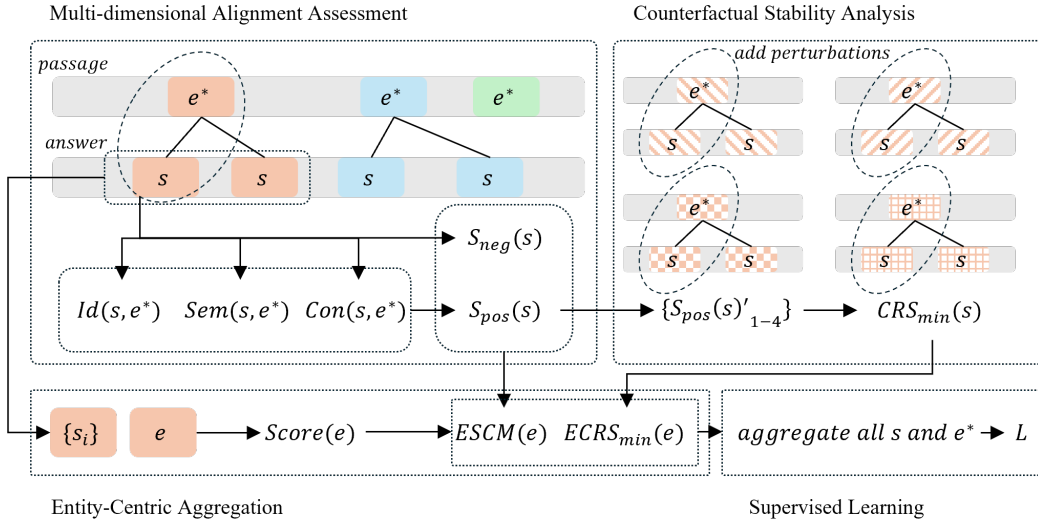 Multi-dimensional Alignment Assessment
Counterfactual Stability Analysis
passage
e* e* e*
answer
s s s s
S_neg(s)
Id(s, e*) Sem(s, e*) Con(s, e*)
S_pos(s)
add perturbations
e* e*
s s s s
e* e*
s s s s
{S_pos(s)'_1−4}
CRS_min(s)
{s_i} e Score(e) ESCM(e) ECRS_min(e)
aggregate all s and e* L
Entity-Centric Aggregation
Supervised Learning